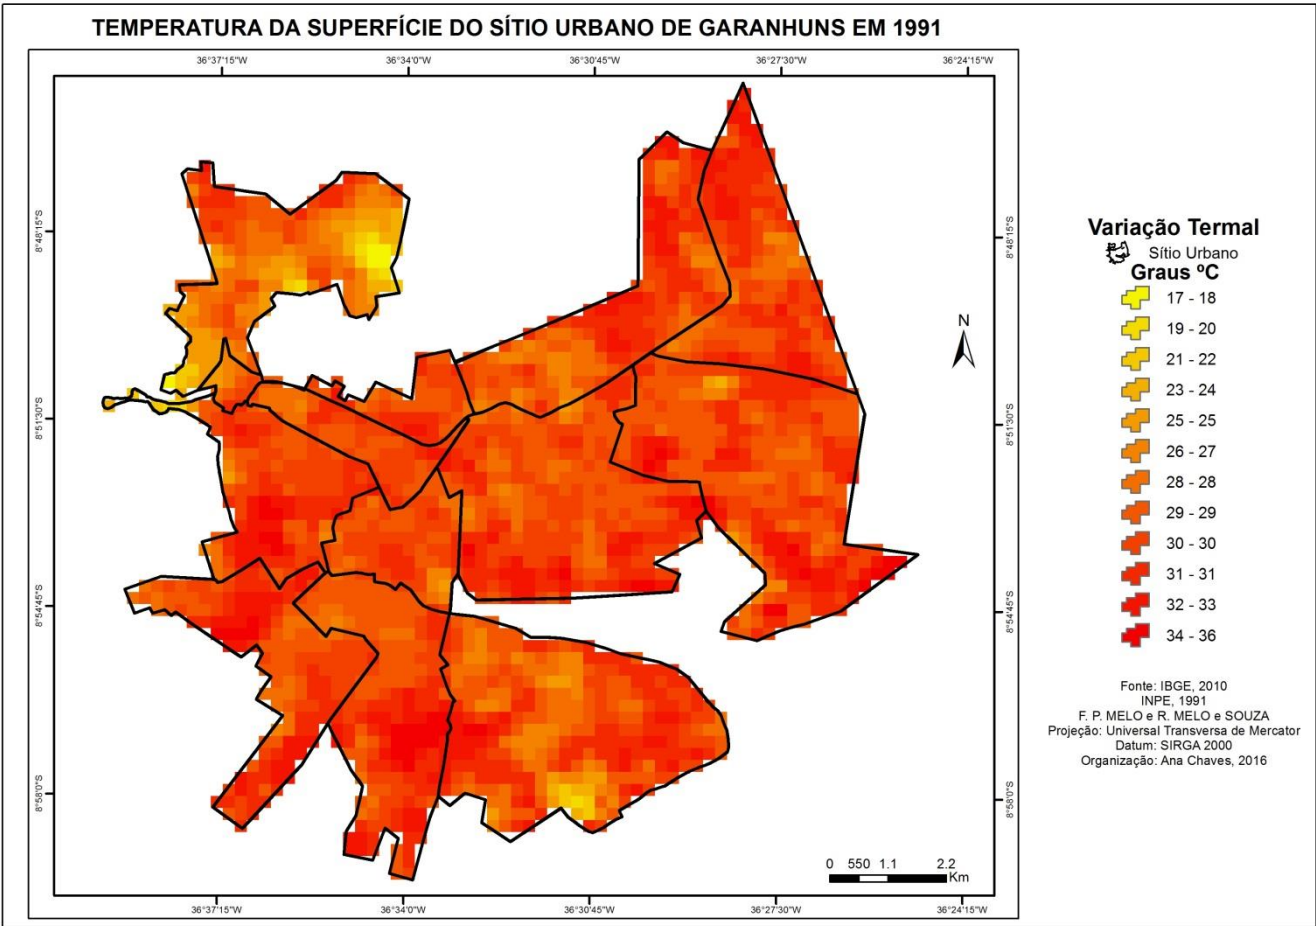 TEMPERATURA DA SUPERFÍCIE DO SÍTIO URBANO DE GARANHUNS EM 1991
36°37'15"W 36°34'0"W 36°30'45"W 36°27'30"W 36°24'15"W
8°48'15"S 8°48'15"S
8°51'30"S 8°51'30"S
8°54'45"S 8°54'45"S
8°58'0"S 8°58'0"S
N
0 550 1.1 2.2
Km
36°37'15"W 36°34'0"W 36°30'45"W 36°27'30"W 36°24'15"W
Variação Termal
Sítio Urbano
Graus ºC
17 - 18
19 - 20
21 - 22
23 - 24
25 - 25
26 - 27
28 - 28
29 - 29
30 - 30
31 - 31
32 - 33
34 - 36
Fonte: IBGE, 2010
INPE, 1991
F. P. MELO e R. MELO e SOUZA
Projeção: Universal Transversa de Mercator
Datum: SIRGA 2000
Organização: Ana Chaves, 2016